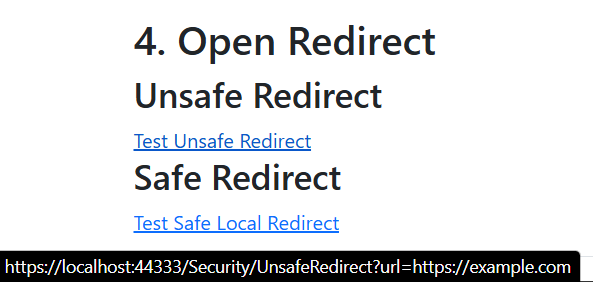 4. Open Redirect
Unsafe Redirect
Test Unsafe Redirect
Safe Redirect
Test Safe Local Redirect
https://localhost:44333/Security/UnsafeRedirect?url=https://example.com